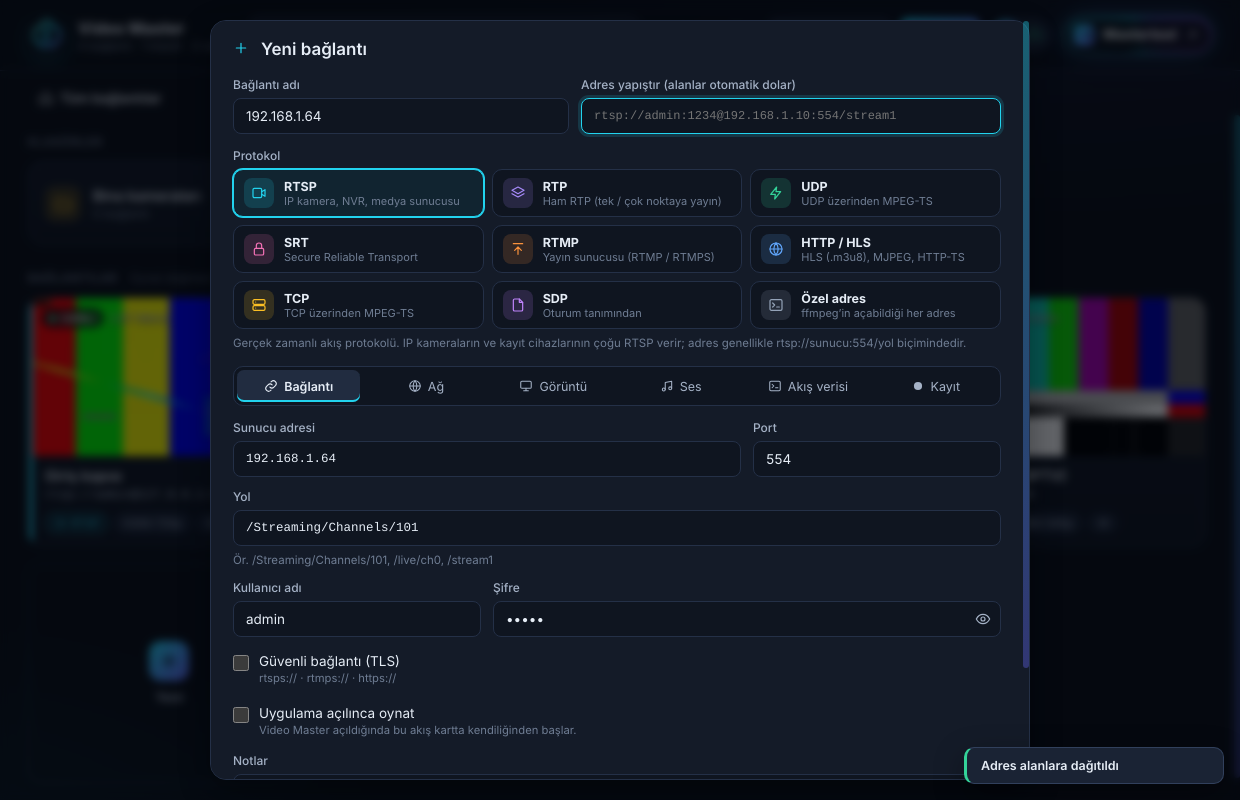 Video Master
Yeni bağlantı
Bağlantı adı
Adres yapıştır (alanlar otomatik dolar)
192.168.1.64
rtsp://admin:1234@192.168.1.10:554/stream1
Protokol
RTSP
IP kamera, NVR, medya sunucusu
RTP
Ham RTP (tek / çok noktaya yayın)
UDP
UDP üzerinden MPEG-TS
SRT
Secure Reliable Transport
RTMP
Yayın sunucusu (RTMP / RTMPS)
HTTP / HLS
HLS (.m3u8), MJPEG, HTTP-TS
TCP
TCP üzerinden MPEG-TS
SDP
Oturum tanımından
Özel adres
ffmpeg’in açabildiği her adres
Gerçek zamanlı akış protokolü. IP kameraların ve kayıt cihazlarının çoğu RTSP verir; adres genellikle rtsp://sunucu:554/yol biçimindedir.
Bağlantı
Ağ
Görüntü
Ses
Akış verisi
Kayıt
Sunucu adresi
Port
192.168.1.64
554
Yol
/Streaming/Channels/101
Ör. /Streaming/Channels/101, /live/ch0, /stream1
Kullanıcı adı
Şifre
admin
•••••
Güvenli bağlantı (TLS)
rtsps:// · rtmps:// · https://
Uygulama açılınca oynat
Video Master açıldığında bu akış kartta kendiliğinden başlar.
Notlar
Adres alanlara dağıtıldı